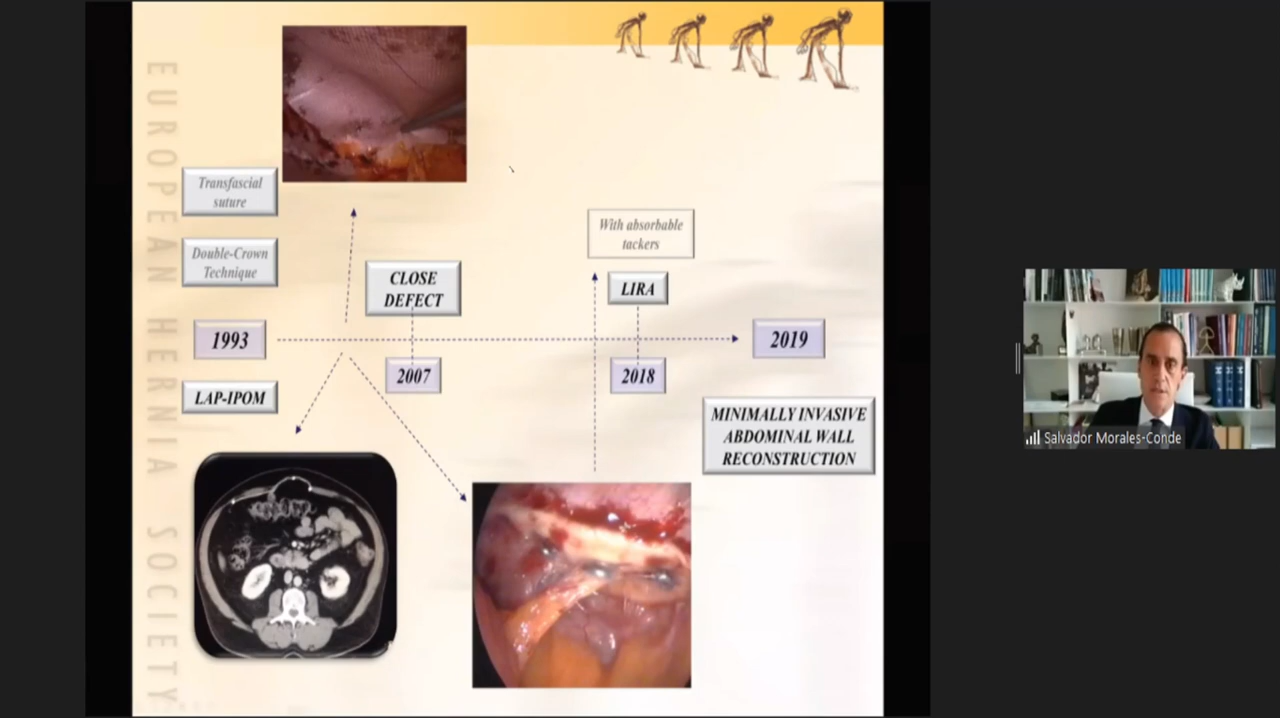 EUROPEAN HERNIA SOCIETY
Transfascial
suture
Double-Crown
Technique
1993
LAP-IPOM
CLOSE
DEFECT
2007
With absorbable
tackers
LIRA
2018
2019
MINIMALLY INVASIVE
ABDOMINAL WALL
RECONSTRUCTION
Salvador Morales-Conde